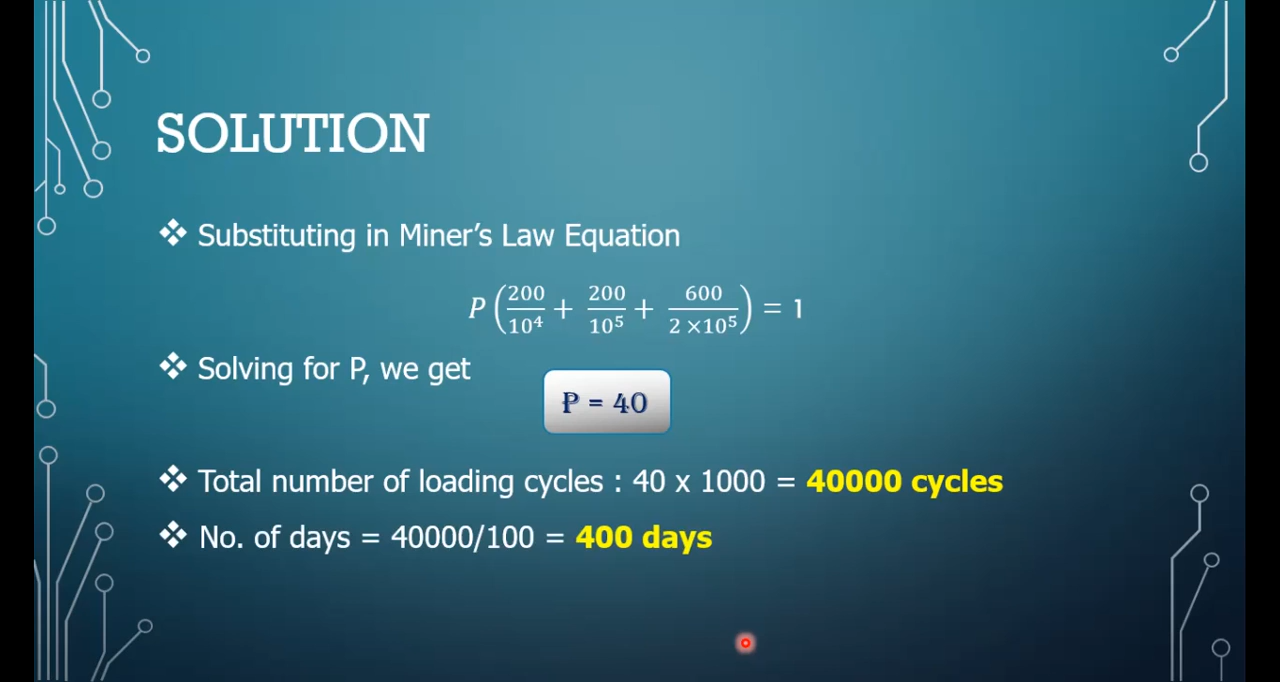 SOLUTION
❖ Substituting in Miner's Law Equation
P(200/10⁴ + 200/10⁵ + 600/2 ×10⁵) = 1
❖ Solving for P, we get
P = 40
❖ Total number of loading cycles : 40 x 1000 = 40000 cycles
❖ No. of days = 40000/100 = 400 days